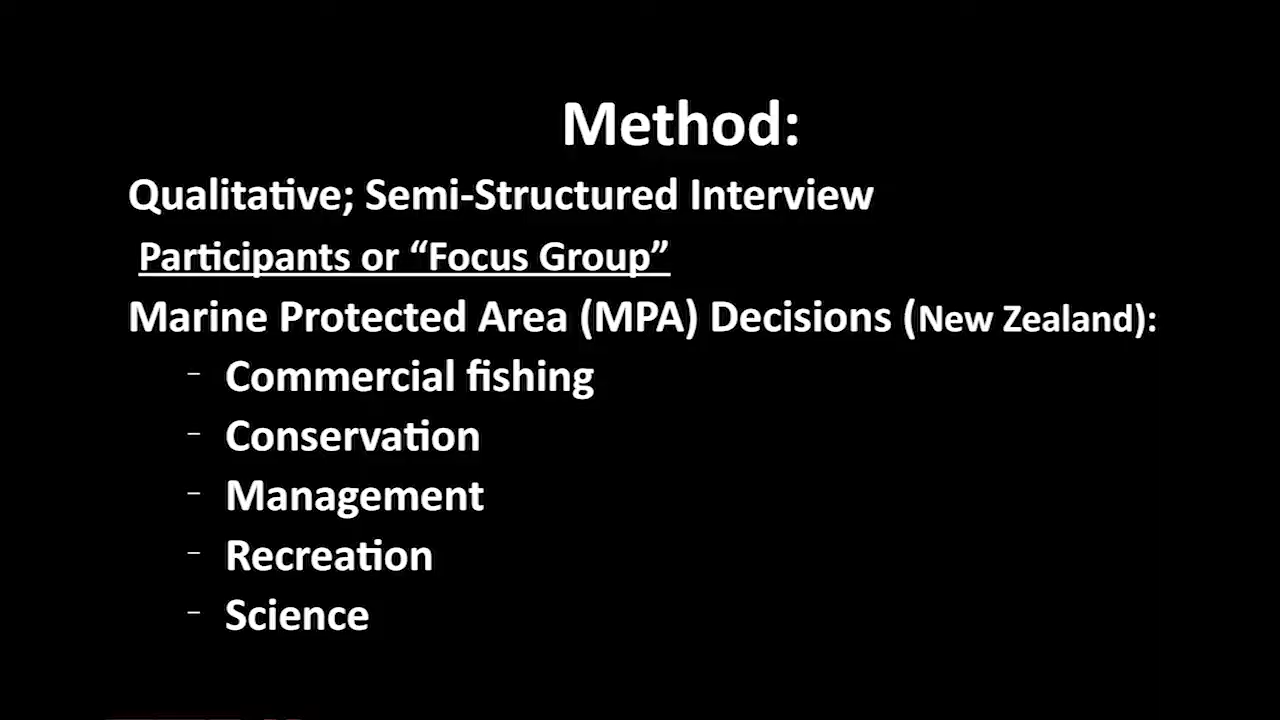 Method:
Qualitative; Semi-Structured Interview
Participants or “Focus Group”
Marine Protected Area (MPA) Decisions (New Zealand):
- Commercial fishing
- Conservation
- Management
- Recreation
- Science